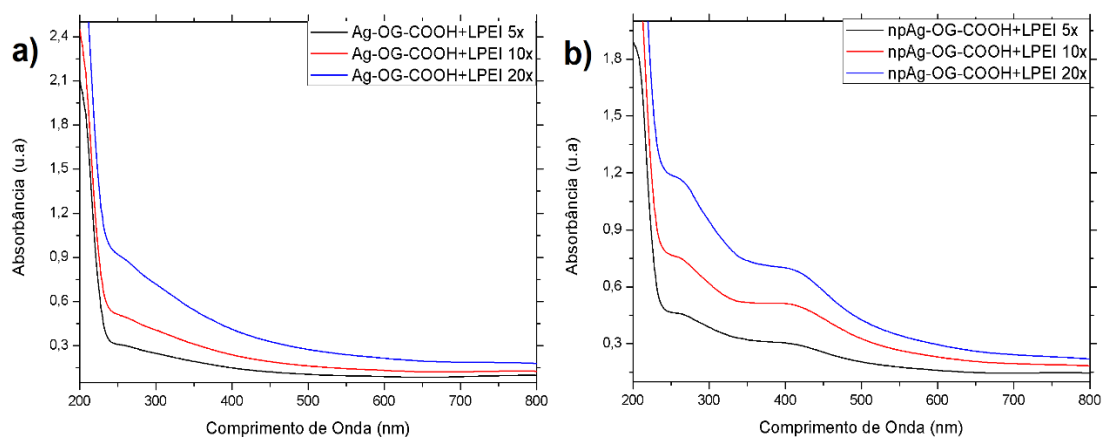 a)
Ag-OG-COOH+LPEI 5x
Ag-OG-COOH+LPEI 10x
Ag-OG-COOH+LPEI 20x
2,4
2,1
1,8
1,5
1,2
0,9
0,6
0,3
Absorbância (u.a)
200 300 400 500 600 700 800
Comprimento de Onda (nm)
b)
npAg-OG-COOH+LPEI 5x
npAg-OG-COOH+LPEI 10x
npAg-OG-COOH+LPEI 20x
1,8
1,5
1,2
0,9
0,6
0,3
Absorbância (u.a)
200 300 400 500 600 700 800
Comprimento de Onda (nm)